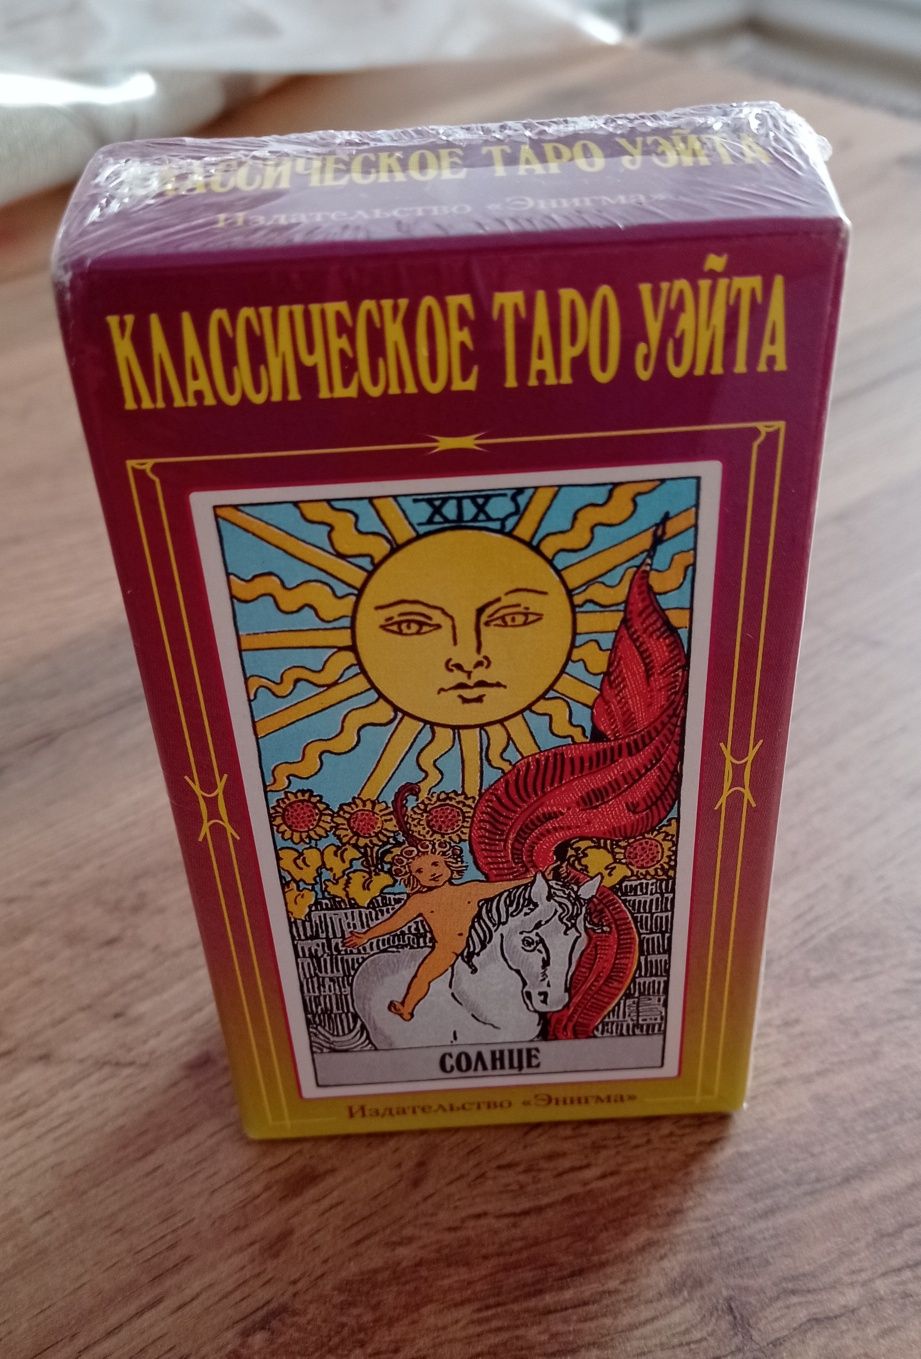 КЛАССИЧЕСКОЕ ТАРО УЭЙТА
Издательство «Энигма»
КЛАССИЧЕСКОЕ ТАРО УЭЙТА
XIX
СОЛНЦЕ
Издательство «Энигма»